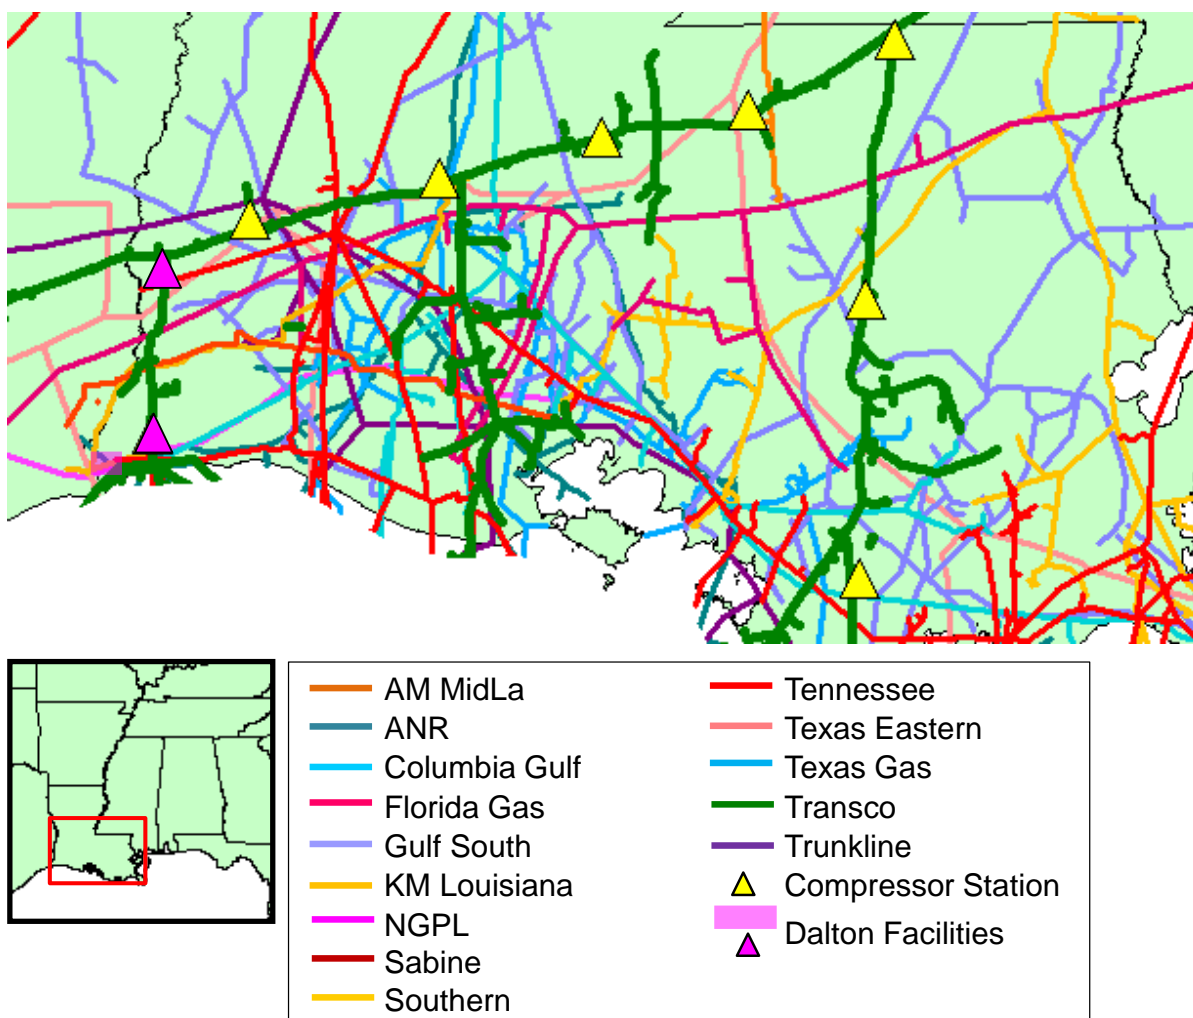 AM MidLa
ANR
Columbia Gulf
Florida Gas
Gulf South
KM Louisiana
NGPL
Sabine
Southern
Tennessee
Texas Eastern
Texas Gas
Transco
Trunkline
Compressor Station
Dalton Facilities